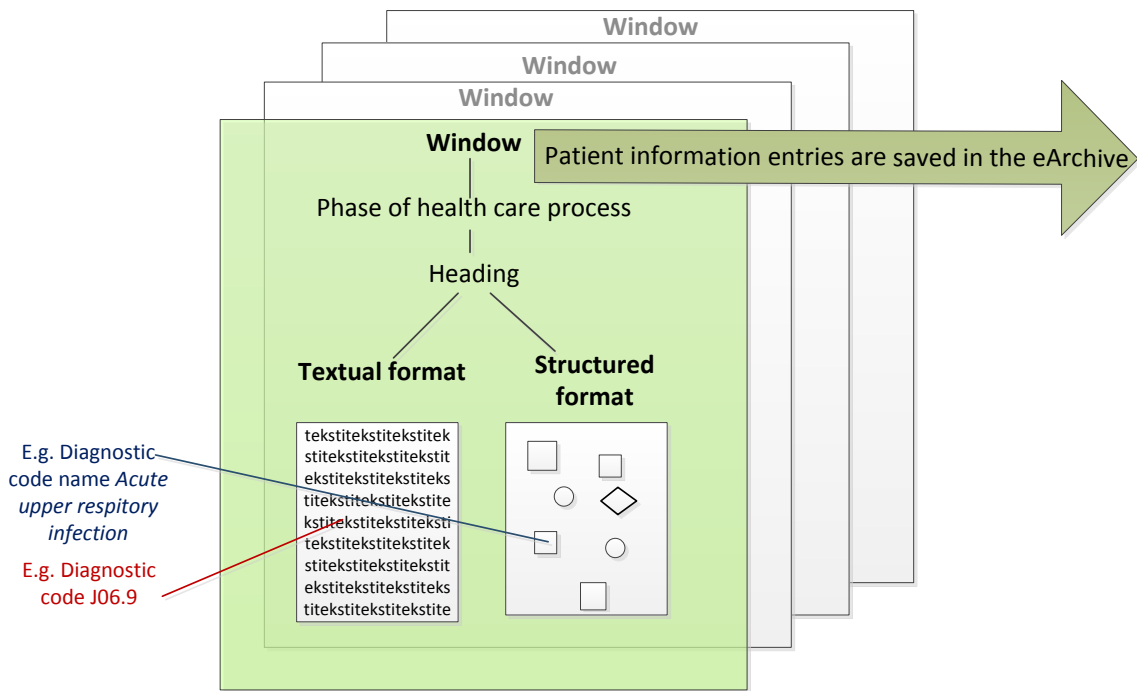 Window
Window
Window
Window
Patient information entries are saved in the eArchive
Phase of health care process
Heading
Textual format
Structured
format
tekstitekstitekstitek
stitekstitekstitekstit
ekstitekstitekstiteks
titekstitekstitekstite
kstitekstitekstiteksti
tekstitekstitekstitek
stitekstitekstitekstit
ekstitekstitekstiteks
titekstitekstitekstite
E.g. Diagnostic
code name Acute
upper respitory
infection
E.g. Diagnostic
code J06.9